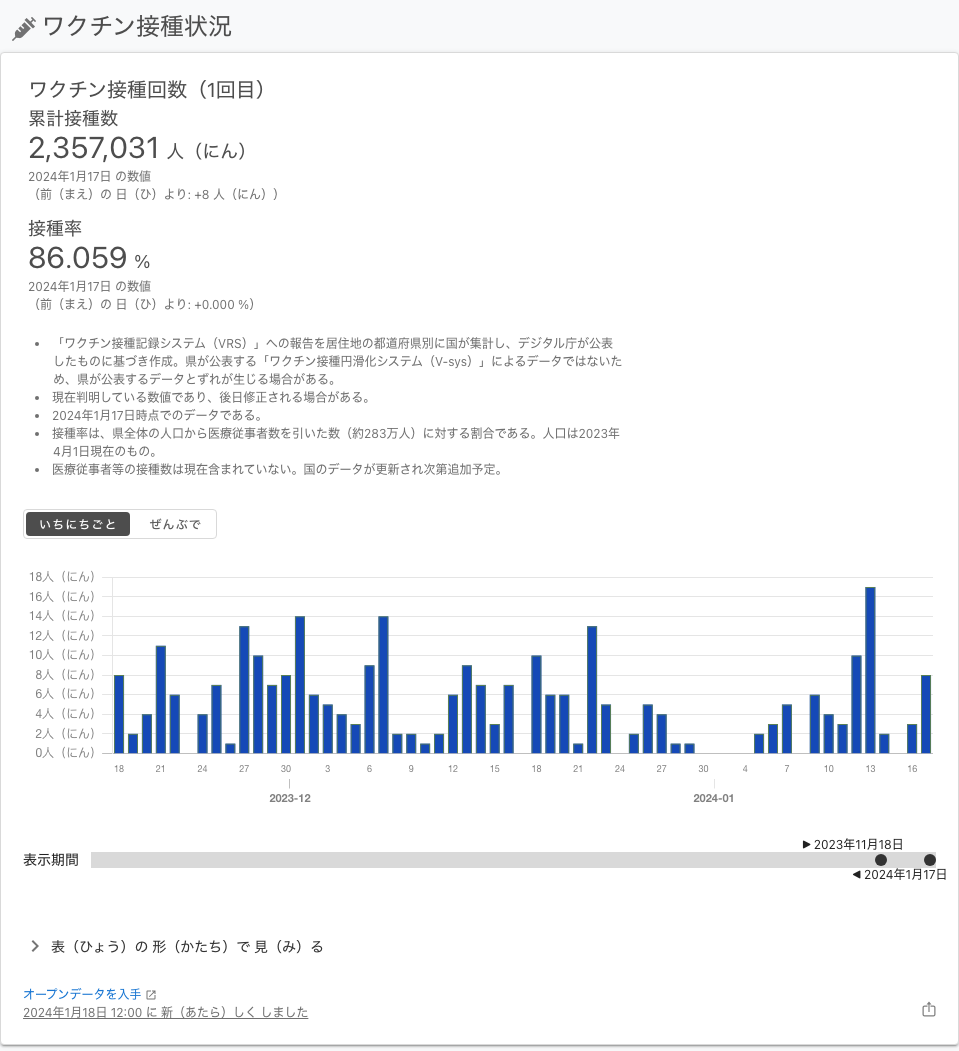 ワクチン接種状況
ワクチン接種回数（1回目）
累計接種数
2,357,031 人（にん）
2024年1月17日 の数値
（前（まえ）の 日（ひ）より: +8 人（にん））
接種率
86.059 %
2024年1月17日 の数値
（前（まえ）の 日（ひ）より: +0.000 %）
• 「ワクチン接種記録システム（VRS）」への報告を居住地の都道府県別に国が集計し、デジタル庁が公表
したものに基づき作成。県が公表する「ワクチン接種円滑化システム（V-sys）」によるデータではないた
め、県が公表するデータとずれが生じる場合がある。
• 現在判明している数値であり、後日修正される場合がある。
• 2024年1月17日時点でのデータである。
• 接種率は、県全体の人口から医療従事者数を引いた数（約283万人）に対する割合である。人口は2023年
4月1日現在のもの。
• 医療従事者等の接種数は現在含まれていない。国のデータが更新され次第追加予定。
いちにちごと ぜんぶで
18人（にん）
16人（にん）
14人（にん）
12人（にん）
10人（にん）
8人（にん）
6人（にん）
4人（にん）
2人（にん）
0人（にん）
18 21 24 27 30 3 6 9 12 15 18 21 24 27 30 4 7 10 13 16
2023-12 2024-01
▶ 2023年11月18日
表示期間
◀ 2024年1月17日
表（ひょう）の 形（かたち）で 見（み）る
オープンデータを入手
2024年1月18日 12:00 に 新（あたら）しく しました